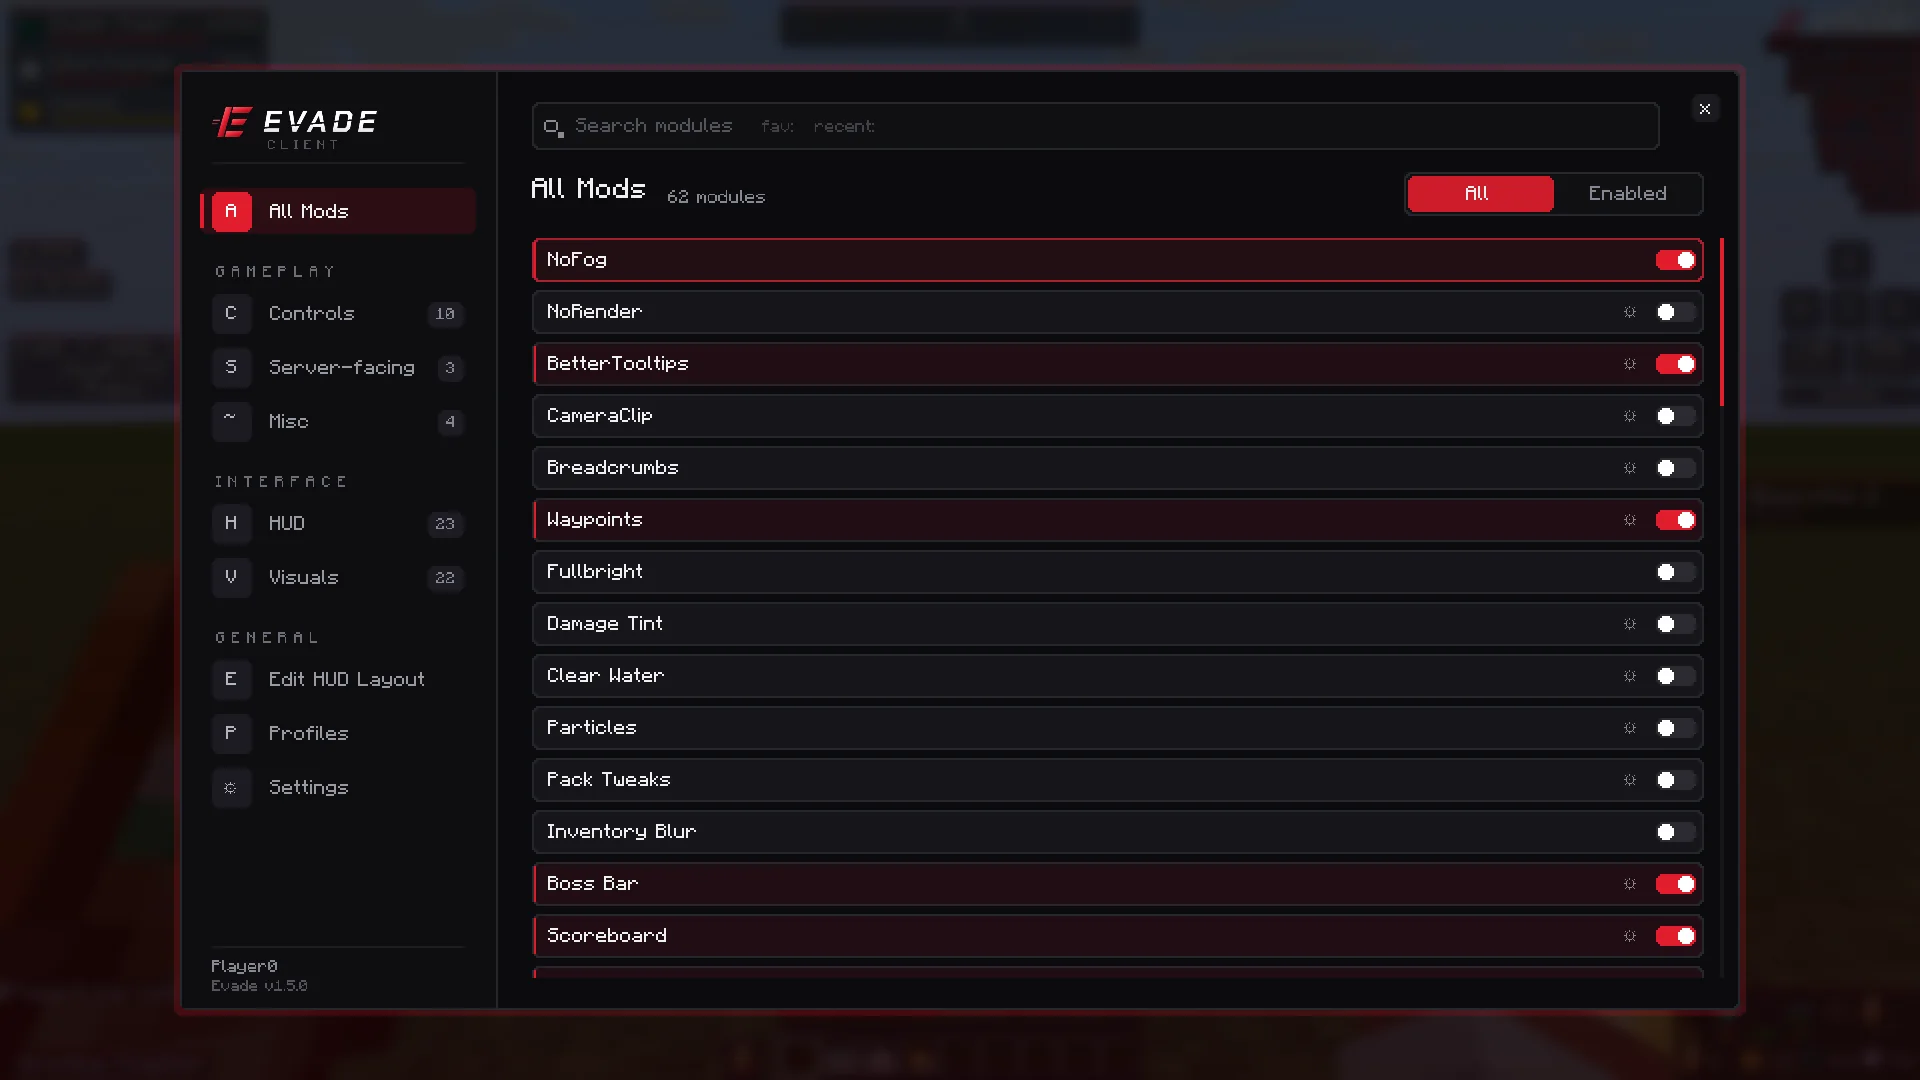 EVADE
CLIENT
A All Mods
GAMEPLAY
C Controls 10
S Server-facing 3
~ Misc 4
INTERFACE
H HUD 23
V Visuals 22
GENERAL
E Edit HUD Layout
P Profiles
Settings
Player0
Evade v1.5.0
Search modules fav: recent:
All Mods 62 modules
All Enabled
NoFog
NoRender
BetterTooltips
CameraClip
Breadcrumbs
Waypoints
Fullbright
Damage Tint
Clear Water
Particles
Pack Tweaks
Inventory Blur
Boss Bar
Scoreboard